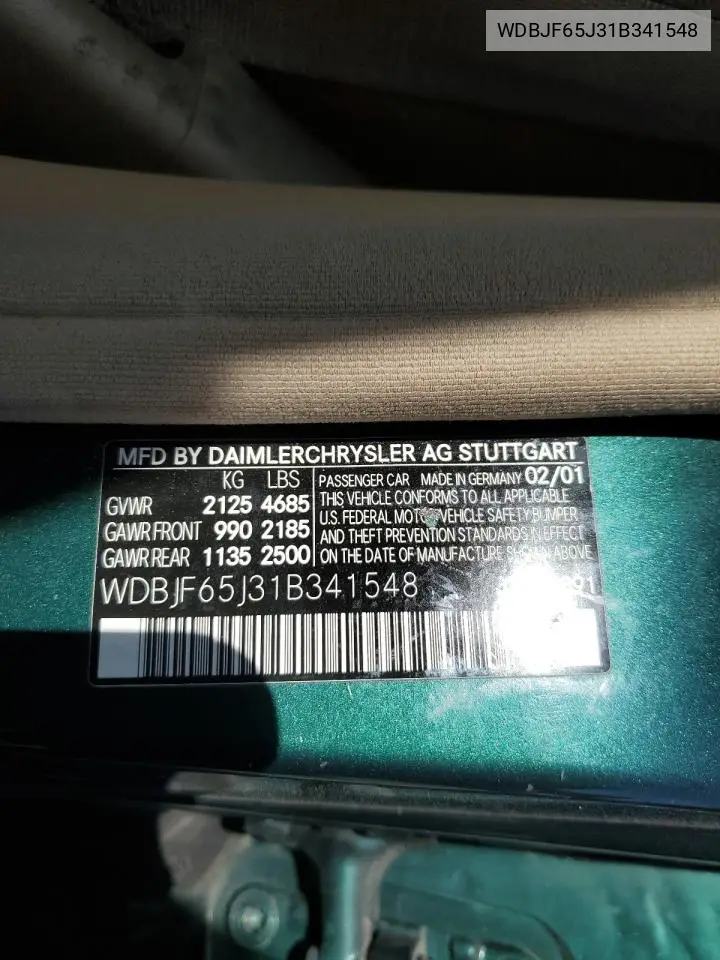 WDBJF65J31B341548
MFD BY DAIMLERCHRYSLER AG STUTTGART
KG LBS
GVWR 2125 4685
GAWR FRONT 990 2185
GAWR REAR 1135 2500
PASSENGER CAR MADE IN GERMANY 02/01
THIS VEHICLE CONFORMS TO ALL APPLICABLE
U.S. FEDERAL MOTOR VEHICLE SAFETY BUMPER
AND THEFT PREVENTION STANDARDS IN EFFECT
ON THE DATE OF MANUFACTURE SHOWN ABOVE
WDBJF65J31B341548